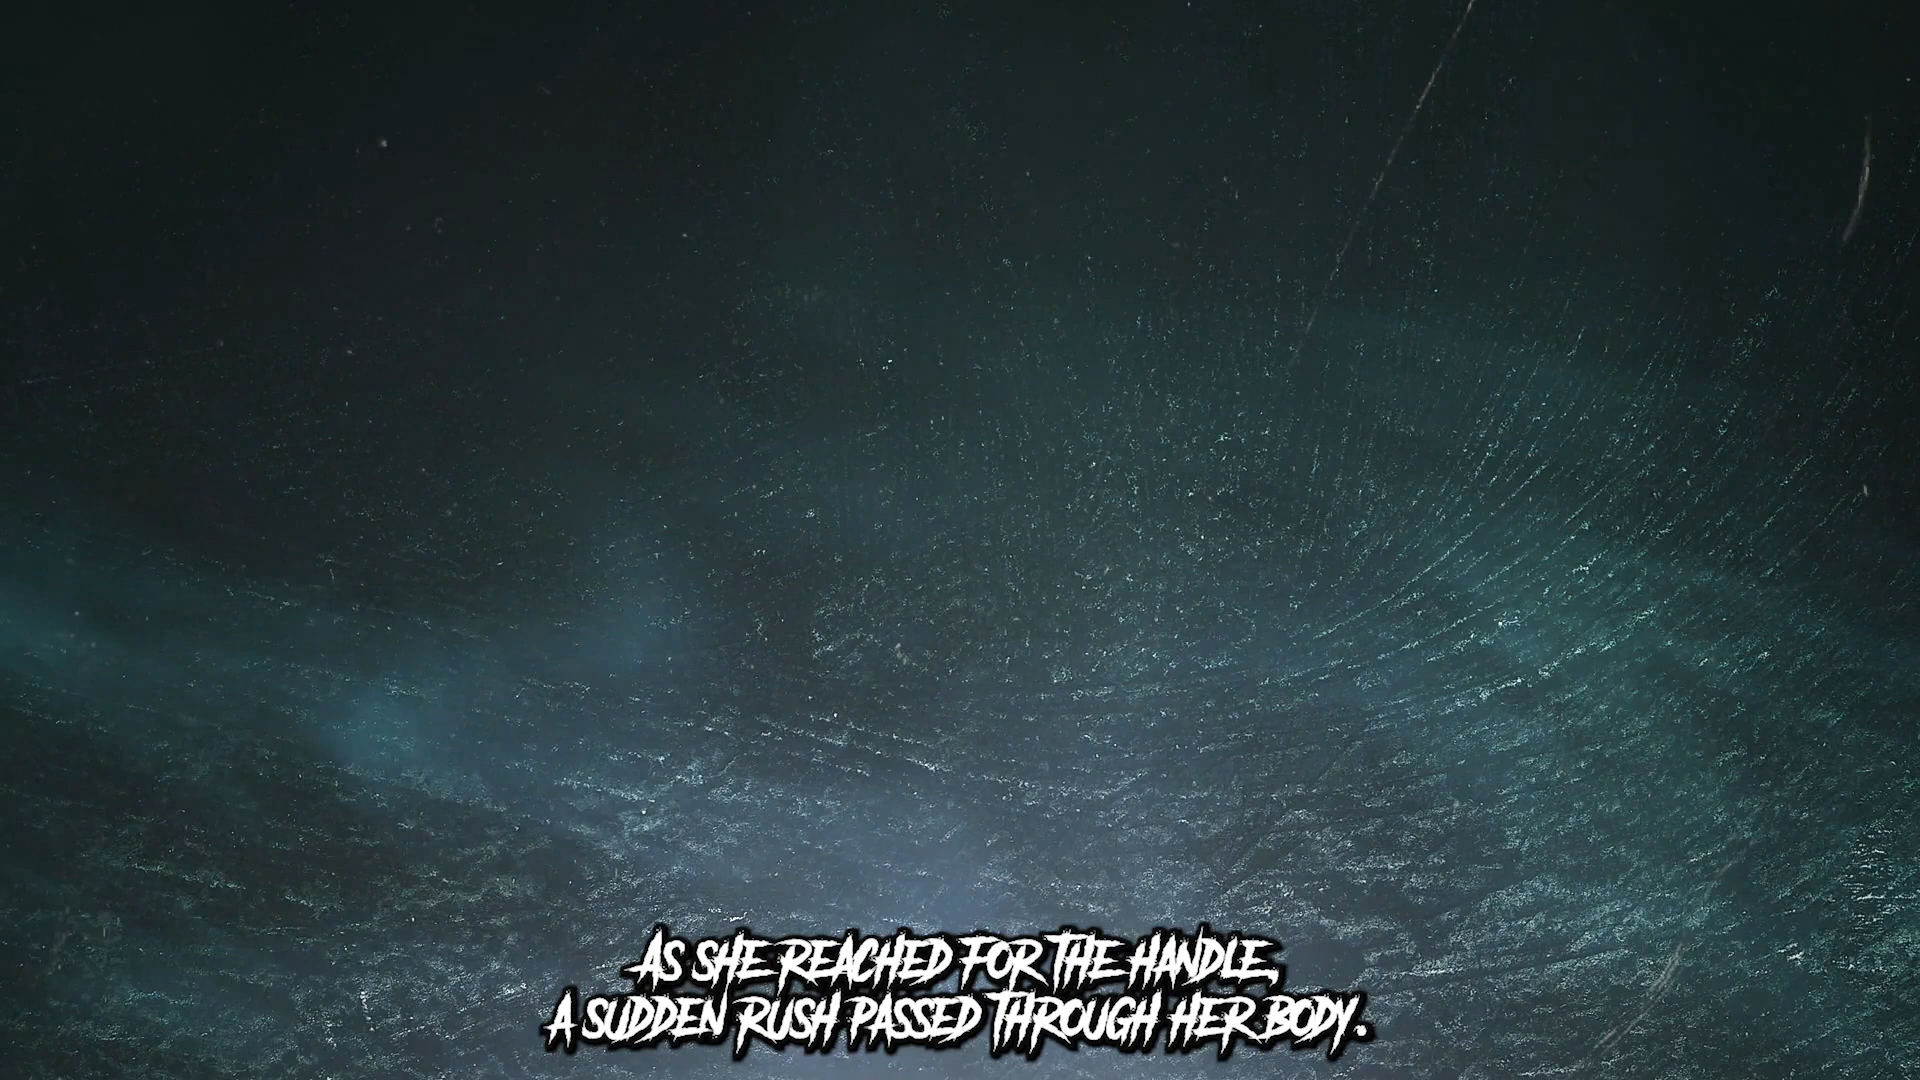 AS SHE REACHED FOR THE HANDLE,
A SUDDEN RUSH PASSED THROUGH HER BODY.